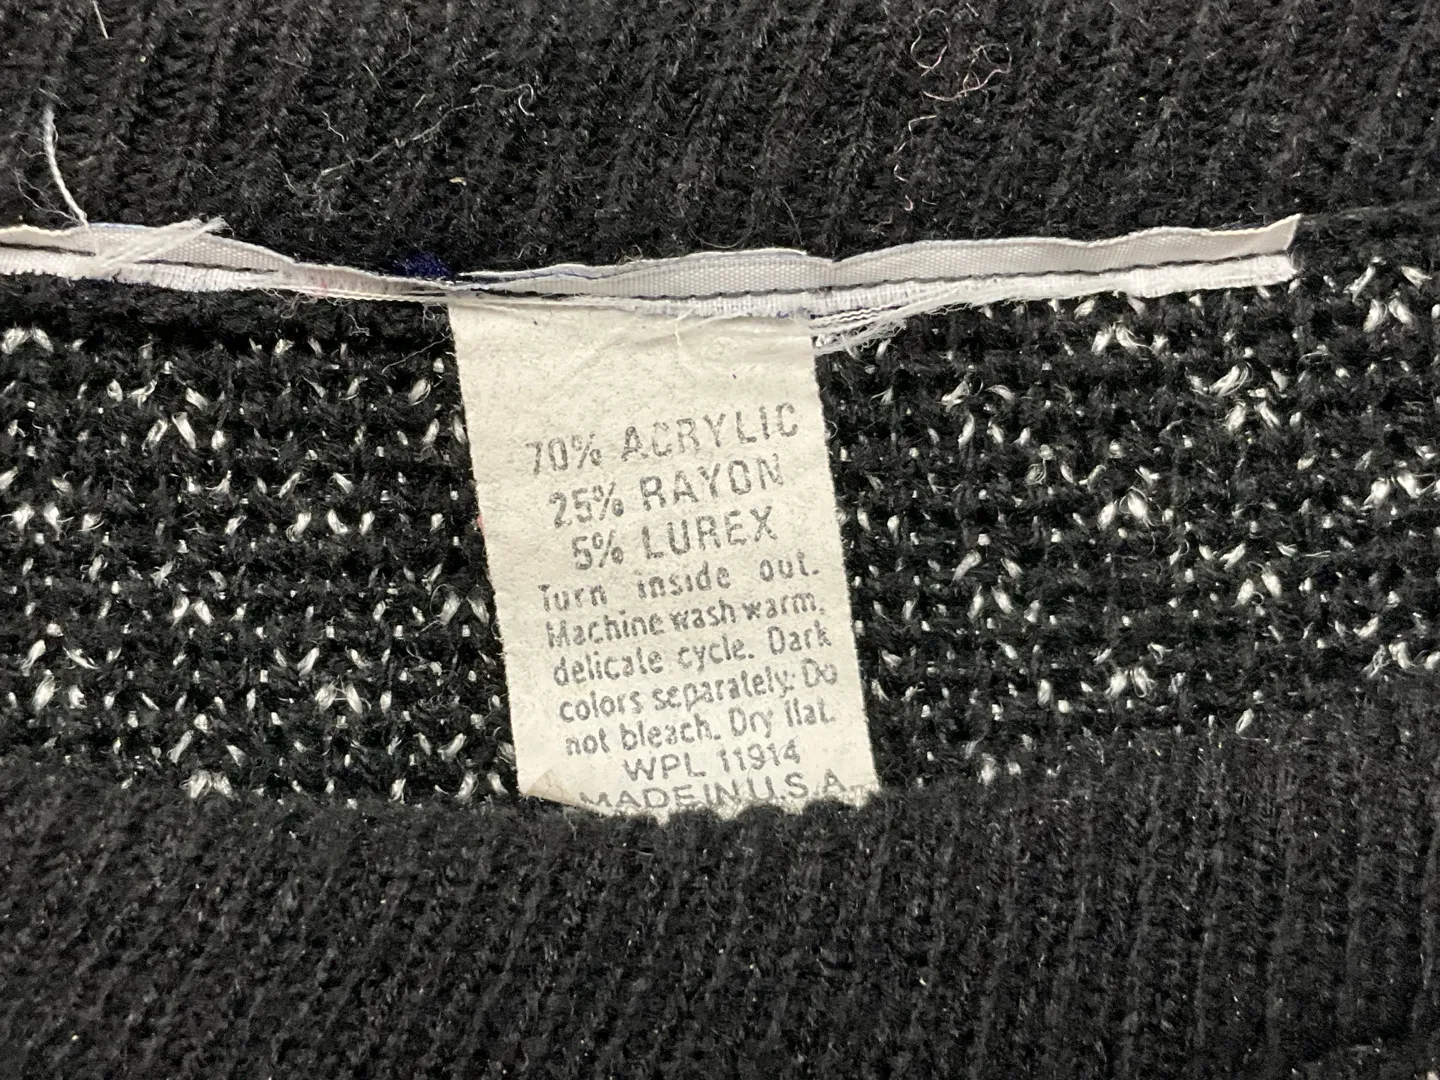 70% ACRYLIC
25% RAYON
5% LUREX
Turn inside out.
Machine wash warm,
delicate cycle. Dark
colors separately. Do
not bleach. Dry flat.
WPL 11914
MADE IN U.S.A.